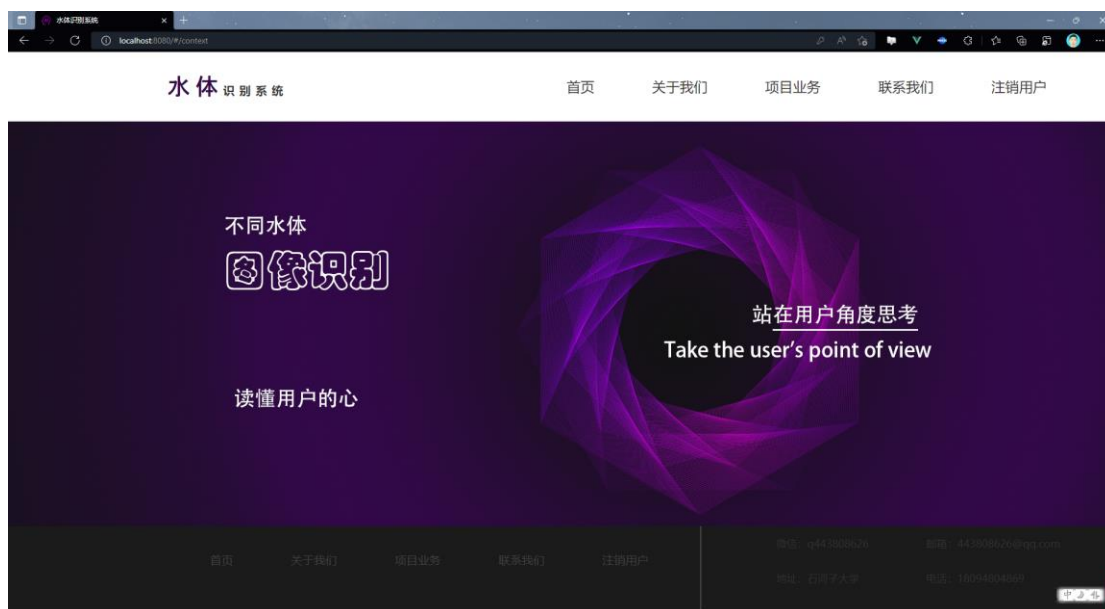 水体识别系统
localhost:8080/#/context
水体 识别系统
首页 关于我们 项目业务 联系我们 注销用户
不同水体
图像识别
站在用户角度思考
Take the user's point of view
读懂用户的心
首页 关于我们 项目业务 联系我们 注销用户
微信：q443808626 邮箱：443808626@qq.com
地址：石河子大学 电话：18094804869